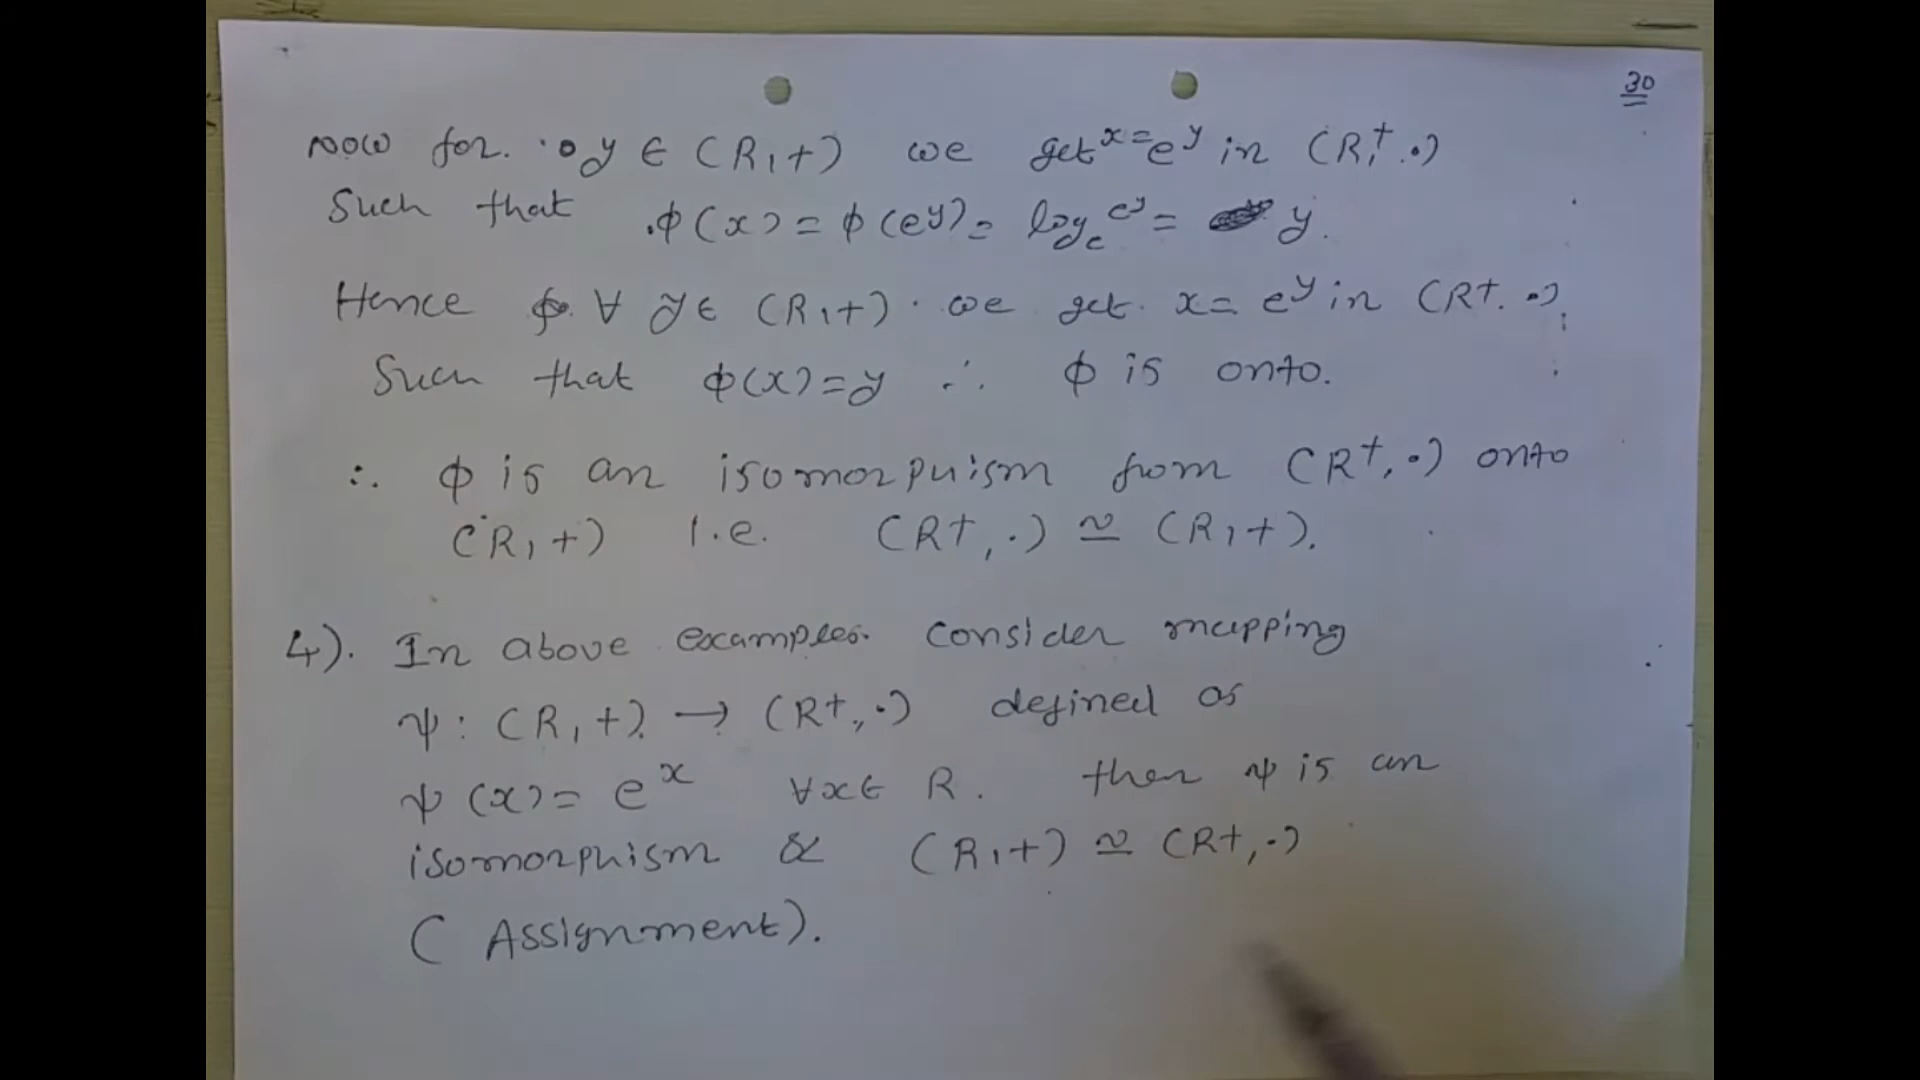 30
Now for y ∈ (R, +) we get x = e^y in (R⁺, ·)
Such that φ(x) = φ(e^y) = log_e e^y = y.
Hence ∀ y ∈ (R, +) we get x = e^y in (R⁺, ·)
Such that φ(x) = y ∴ φ is onto.
∴ φ is an isomorphism from (R⁺, ·) onto
(R, +) i.e. (R⁺, ·) ≃ (R, +).
4). In above examples. consider mapping
ψ : (R, +) → (R⁺, ·) defined as
ψ(x) = e^x ∀x ∈ R. then ψ is an
isomorphism & (R, +) ≃ (R⁺, ·)
(Assignment).